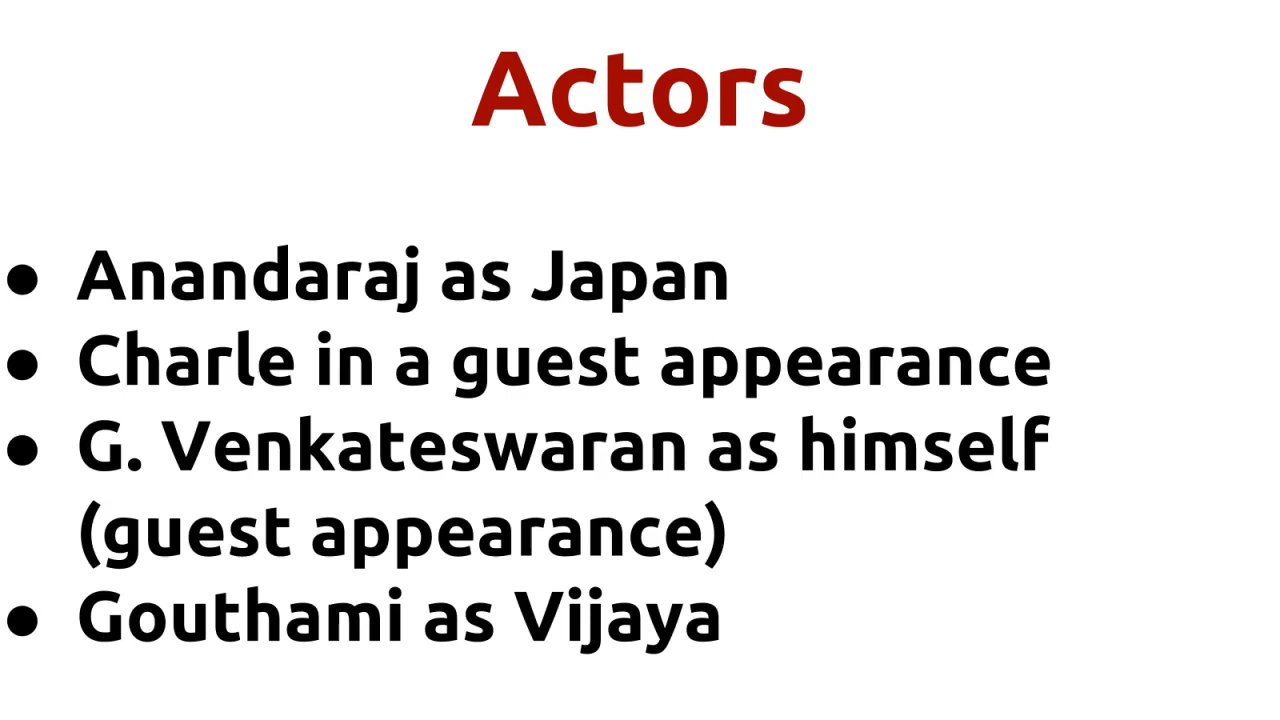 Actors
● Anandaraj as Japan
● Charle in a guest appearance
● G. Venkateswaran as himself
(guest appearance)
● Gouthami as Vijaya